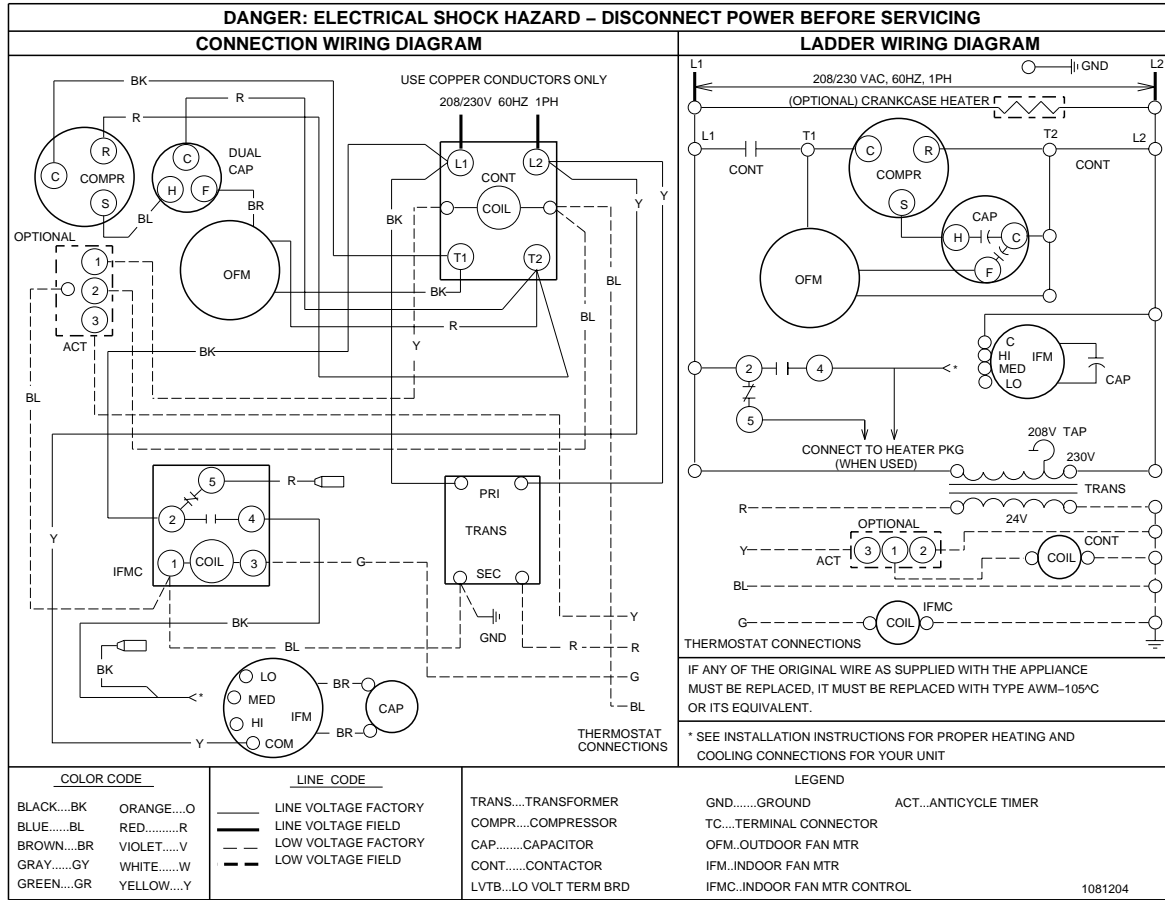 DANGER: ELECTRICAL SHOCK HAZARD – DISCONNECT POWER BEFORE SERVICING
CONNECTION WIRING DIAGRAM
BK
USE COPPER CONDUCTORS ONLY
208/230V 60HZ 1PH
R
R
R
C
COMPR
S
C
DUAL
CAP
H
F
BL
BR
L1
L2
CONT
COIL
T1
T2
Y
Y
BK
BL
BL
OPTIONAL
1
2
3
ACT
OFM
BK
R
Y
BK
BL
5
R
2
4
Y
IFMC
1
COIL
3
G
PRI
TRANS
SEC
GND
BK
BL
Y
R
R
G
BL
THERMOSTAT
CONNECTIONS
BK
*
LO
MED
HI
COM
IFM
BR
BR
CAP
Y
LADDER WIRING DIAGRAM
L1
GND
L2
208/230 VAC, 60HZ, 1PH
(OPTIONAL) CRANKCASE HEATER
L1
CONT
T1
C
R
COMPR
S
T2
CONT
L2
CAP
H
C
F
OFM
C
HI
MED
LO
IFM
CAP
2
4
*
5
CONNECT TO HEATER PKG
(WHEN USED)
208V TAP
230V
TRANS
R
24V
OPTIONAL
Y
ACT
3
1
2
COIL
CONT
BL
G
COIL
IFMC
THERMOSTAT CONNECTIONS
IF ANY OF THE ORIGINAL WIRE AS SUPPLIED WITH THE APPLIANCE
MUST BE REPLACED, IT MUST BE REPLACED WITH TYPE AWM–105^C
OR ITS EQUIVALENT.
* SEE INSTALLATION INSTRUCTIONS FOR PROPER HEATING AND
COOLING CONNECTIONS FOR YOUR UNIT
COLOR CODE
BLACK....BK ORANGE....O
BLUE......BL RED..........R
BROWN...BR VIOLET.....V
GRAY......GY WHITE......W
GREEN....GR YELLOW...Y
LINE CODE
LINE VOLTAGE FACTORY
LINE VOLTAGE FIELD
LOW VOLTAGE FACTORY
LOW VOLTAGE FIELD
LEGEND
TRANS....TRANSFORMER GND.......GROUND ACT...ANTICYCLE TIMER
COMPR....COMPRESSOR TC....TERMINAL CONNECTOR
CAP........CAPACITOR OFM..OUTDOOR FAN MTR
CONT......CONTACTOR IFM..INDOOR FAN MTR
LVTB...LO VOLT TERM BRD IFMC..INDOOR FAN MTR CONTROL 1081204